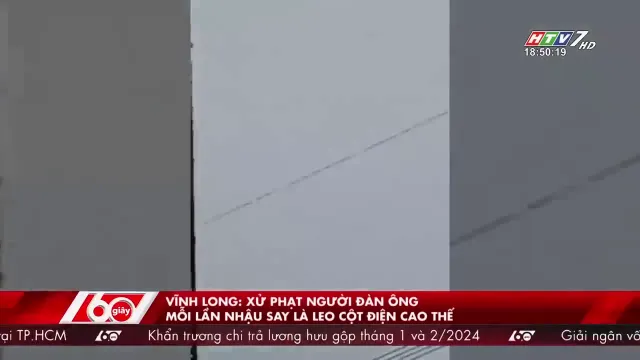 HTV7 HD
18:50:19
60 giây
VĨNH LONG: XỬ PHẠT NGƯỜI ĐÀN ÔNG
MỖI LẦN NHẬU SAY LÀ LEO CỘT ĐIỆN CAO THẾ
tại TP.HCM 60 Khẩn trương chi trả lương hưu gộp tháng 1 và 2/2024 60 Giải ngân vố